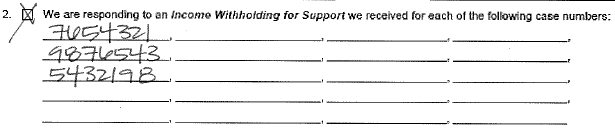 2. ☒ We are responding to an Income Withholding for Support we received for each of the following case numbers:
7654321, , , ,
9876543, , , ,
5432198, , , ,
, , , ,
, , , ,